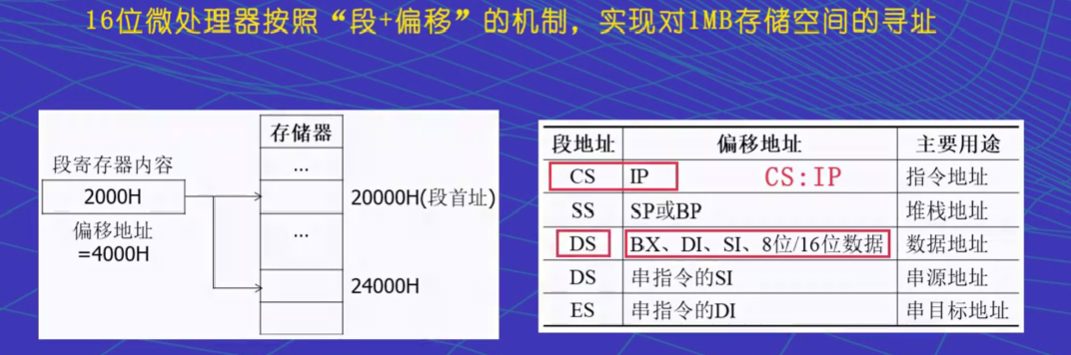 16位微处理器按照“段+偏移”的机制，实现对1MB存储空间的寻址
存储器
段寄存器内容
2000H
偏移地址
=4000H
...
20000H(段首址)
...
24000H
段地址 偏移地址 主要用途
CS IP CS:IP 指令地址
SS SP或BP 堆栈地址
DS BX、DI、SI、8位/16位数据 数据地址
DS 串指令的SI 串源地址
ES 串指令的DI 串目标地址